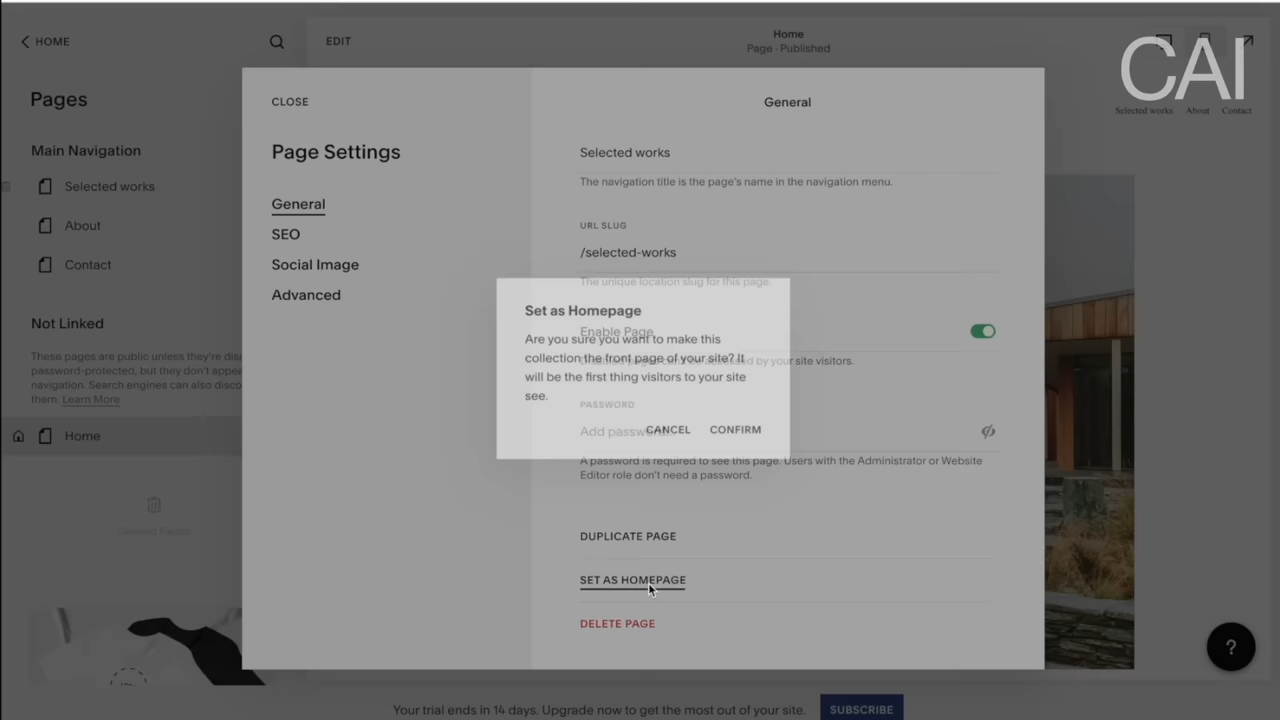 HOME
EDIT
Home
Page · Published
CAI
Selected works About Contact
Pages
Main Navigation
Selected works
About
Contact
Not Linked
These pages are public unless they're disa
password-protected, but they don't appea
navigation. Search engines can also disco
them. Learn More
Home
Deleted Pages
CLOSE
Page Settings
General
SEO
Social Image
Advanced
General
Selected works
The navigation title is the page's name in the navigation menu.
URL SLUG
/selected-works
The unique location slug for this page.
Enable Page
by your site visitors.
PASSWORD
Add password
A password is required to see this page. Users with the Administrator or Website
Editor role don't need a password.
DUPLICATE PAGE
SET AS HOMEPAGE
DELETE PAGE
Set as Homepage
Are you sure you want to make this
collection the front page of your site? It
will be the first thing visitors to your site
see.
CANCEL CONFIRM
?
Your trial ends in 14 days. Upgrade now to get the most out of your site.
SUBSCRIBE